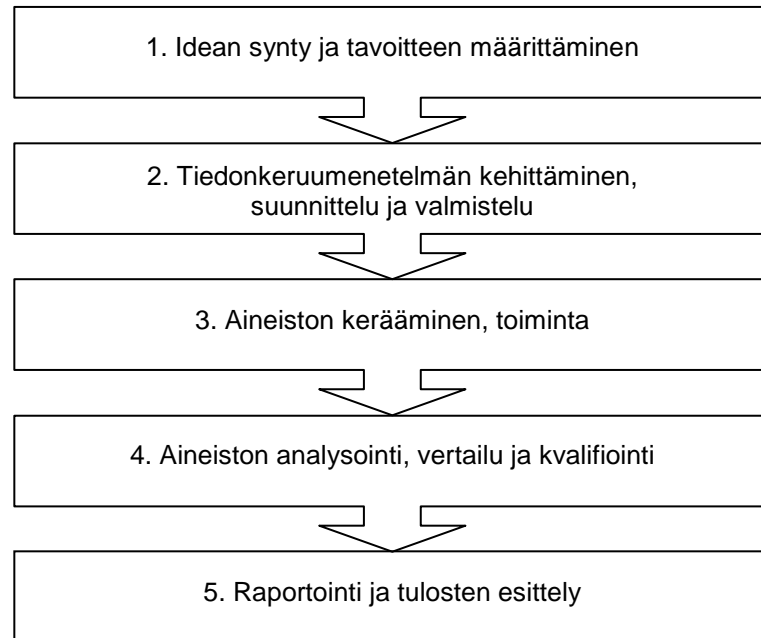 1. Idean synty ja tavoitteen määrittäminen
2. Tiedonkeruumenetelmän kehittäminen,
suunnittelu ja valmistelu
3. Aineiston kerääminen, toiminta
4. Aineiston analysointi, vertailu ja kvalifiointi
5. Raportointi ja tulosten esittely